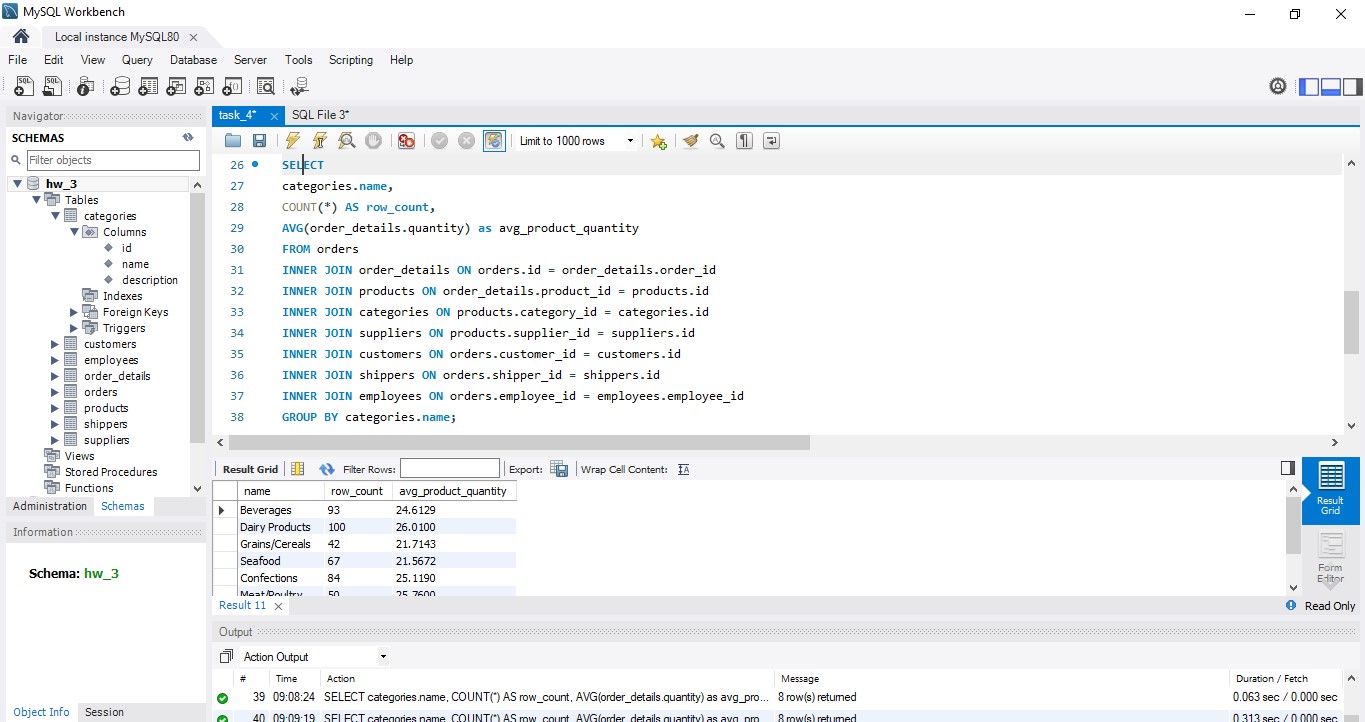 MySQL Workbench
Local instance MySQL80
File Edit View Query Database Server Tools Scripting Help
Navigator
SCHEMAS
Filter objects
hw_3
Tables
categories
Columns
id
name
description
Indexes
Foreign Keys
Triggers
customers
employees
order_details
orders
products
shippers
suppliers
Views
Stored Procedures
Functions
Administration Schemas
Information
Schema: hw_3
Object Info Session
task_4* SQL File 3*
Limit to 1000 rows
26 SELECT
27 categories.name,
28 COUNT(*) AS row_count,
29 AVG(order_details.quantity) as avg_product_quantity
30 FROM orders
31 INNER JOIN order_details ON orders.id = order_details.order_id
32 INNER JOIN products ON order_details.product_id = products.id
33 INNER JOIN categories ON products.category_id = categories.id
34 INNER JOIN suppliers ON products.supplier_id = suppliers.id
35 INNER JOIN customers ON orders.customer_id = customers.id
36 INNER JOIN shippers ON orders.shipper_id = shippers.id
37 INNER JOIN employees ON orders.employee_id = employees.employee_id
38 GROUP BY categories.name;
Result Grid Filter Rows: Export: Wrap Cell Content:
name row_count avg_product_quantity
Beverages 93 24.6129
Dairy Products 100 26.0100
Grains/Cereals 42 21.7143
Seafood 67 21.5672
Confections 84 25.1190
Meat/Poultry 50 25.7600
Result
Grid
Form
Editor
Result 11
Read Only
Output
Action Output
# Time Action Message Duration / Fetch
39 09:08:24 SELECT categories.name, COUNT(*) AS row_count, AVG(order_details.quantity) as avg_pro... 8 row(s) returned 0.063 sec / 0.000 sec
40 09:09:19 SELECT categories.name, COUNT(*) AS row_count, AVG(order_details.quantity) as avg_pro... 8 row(s) returned 0.313 sec / 0.000 sec